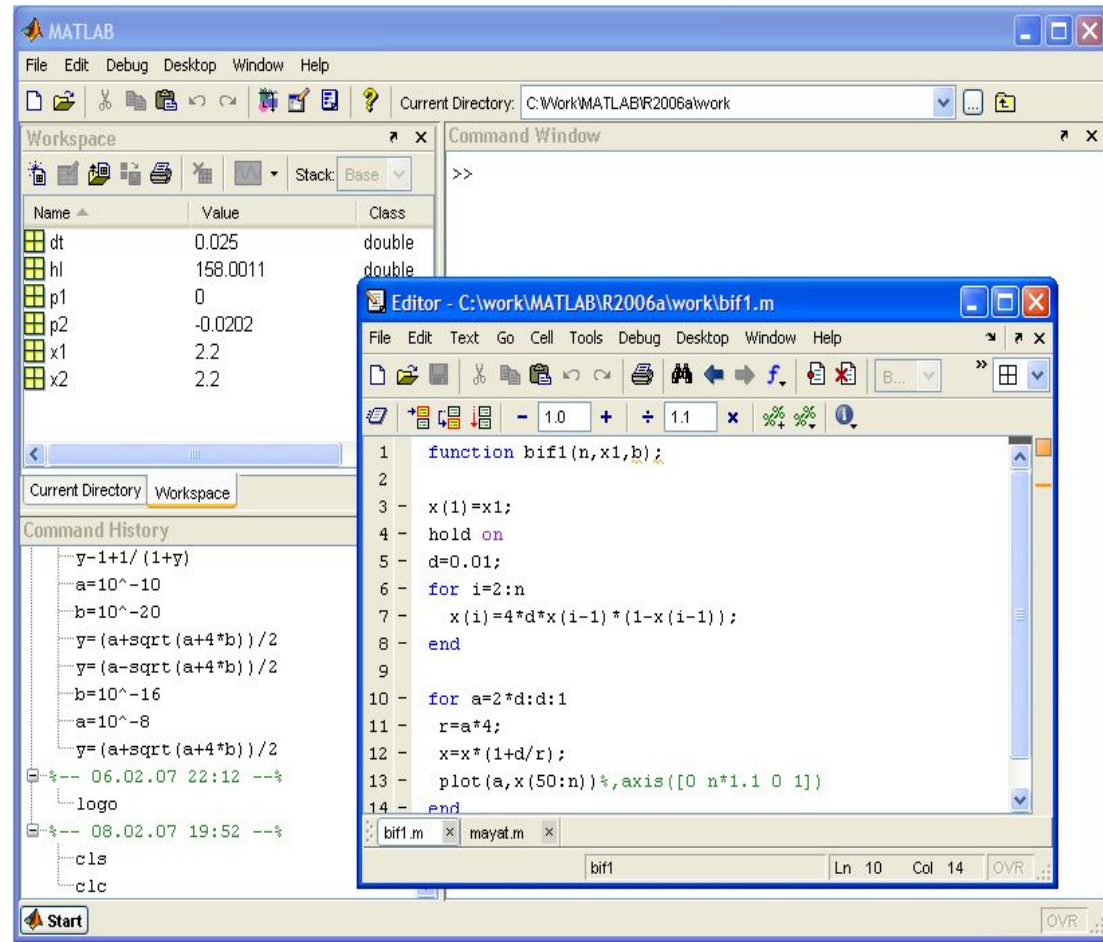 MATLAB
File Edit Debug Desktop Window Help
Current Directory: C:\Work\MATLAB\R2006a\work
Workspace
Stack: Base
Name Value Class
dt 0.025 double
hl 158.0011 double
p1 0
p2 -0.0202
x1 2.2
x2 2.2
Current Directory Workspace
Command History
y-1+1/(1+y)
a=10^-10
b=10^-20
y=(a+sqrt(a+4*b))/2
y=(a-sqrt(a+4*b))/2
b=10^-16
a=10^-8
y=(a+sqrt(a+4*b))/2
%-- 06.02.07 22:12 --%
logo
%-- 08.02.07 19:52 --%
cls
clc
Start
Command Window
>>
Editor - C:\work\MATLAB\R2006a\work\bif1.m
File Edit Text Go Cell Tools Debug Desktop Window Help
B...
»
1.0 1.1
1 function bif1(n,x1,b);
2
3 - x(1)=x1;
4 - hold on
5 - d=0.01;
6 - for i=2:n
7 - x(i)=4*d*x(i-1)*(1-x(i-1));
8 - end
9
10 - for a=2*d:d:1
11 - r=a*4;
12 - x=x*(1+d/r);
13 - plot(a,x(50:n))%,axis([0 n*1.1 0 1])
14 - end
bif1.m mayat.m
bif1 Ln 10 Col 14 OVR
OVR